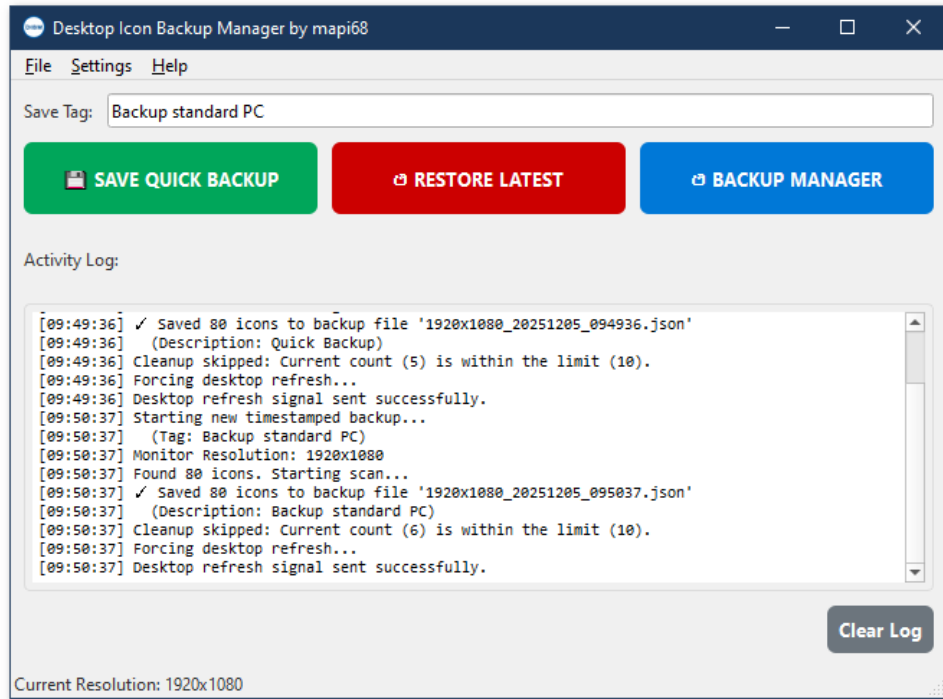 Desktop Icon Backup Manager by mapi68
File Settings Help
Save Tag: Backup standard PC
SAVE QUICK BACKUP
RESTORE LATEST
BACKUP MANAGER
Activity Log:
[09:49:36] ✓ Saved 80 icons to backup file '1920x1080_20251205_094936.json'
[09:49:36]   (Description: Quick Backup)
[09:49:36] Cleanup skipped: Current count (5) is within the limit (10).
[09:49:36] Forcing desktop refresh...
[09:49:36] Desktop refresh signal sent successfully.
[09:50:37] Starting new timestamped backup...
[09:50:37]   (Tag: Backup standard PC)
[09:50:37] Monitor Resolution: 1920x1080
[09:50:37] Found 80 icons. Starting scan...
[09:50:37] ✓ Saved 80 icons to backup file '1920x1080_20251205_095037.json'
[09:50:37]   (Description: Backup standard PC)
[09:50:37] Cleanup skipped: Current count (6) is within the limit (10).
[09:50:37] Forcing desktop refresh...
[09:50:37] Desktop refresh signal sent successfully.
Clear Log
Current Resolution: 1920x1080